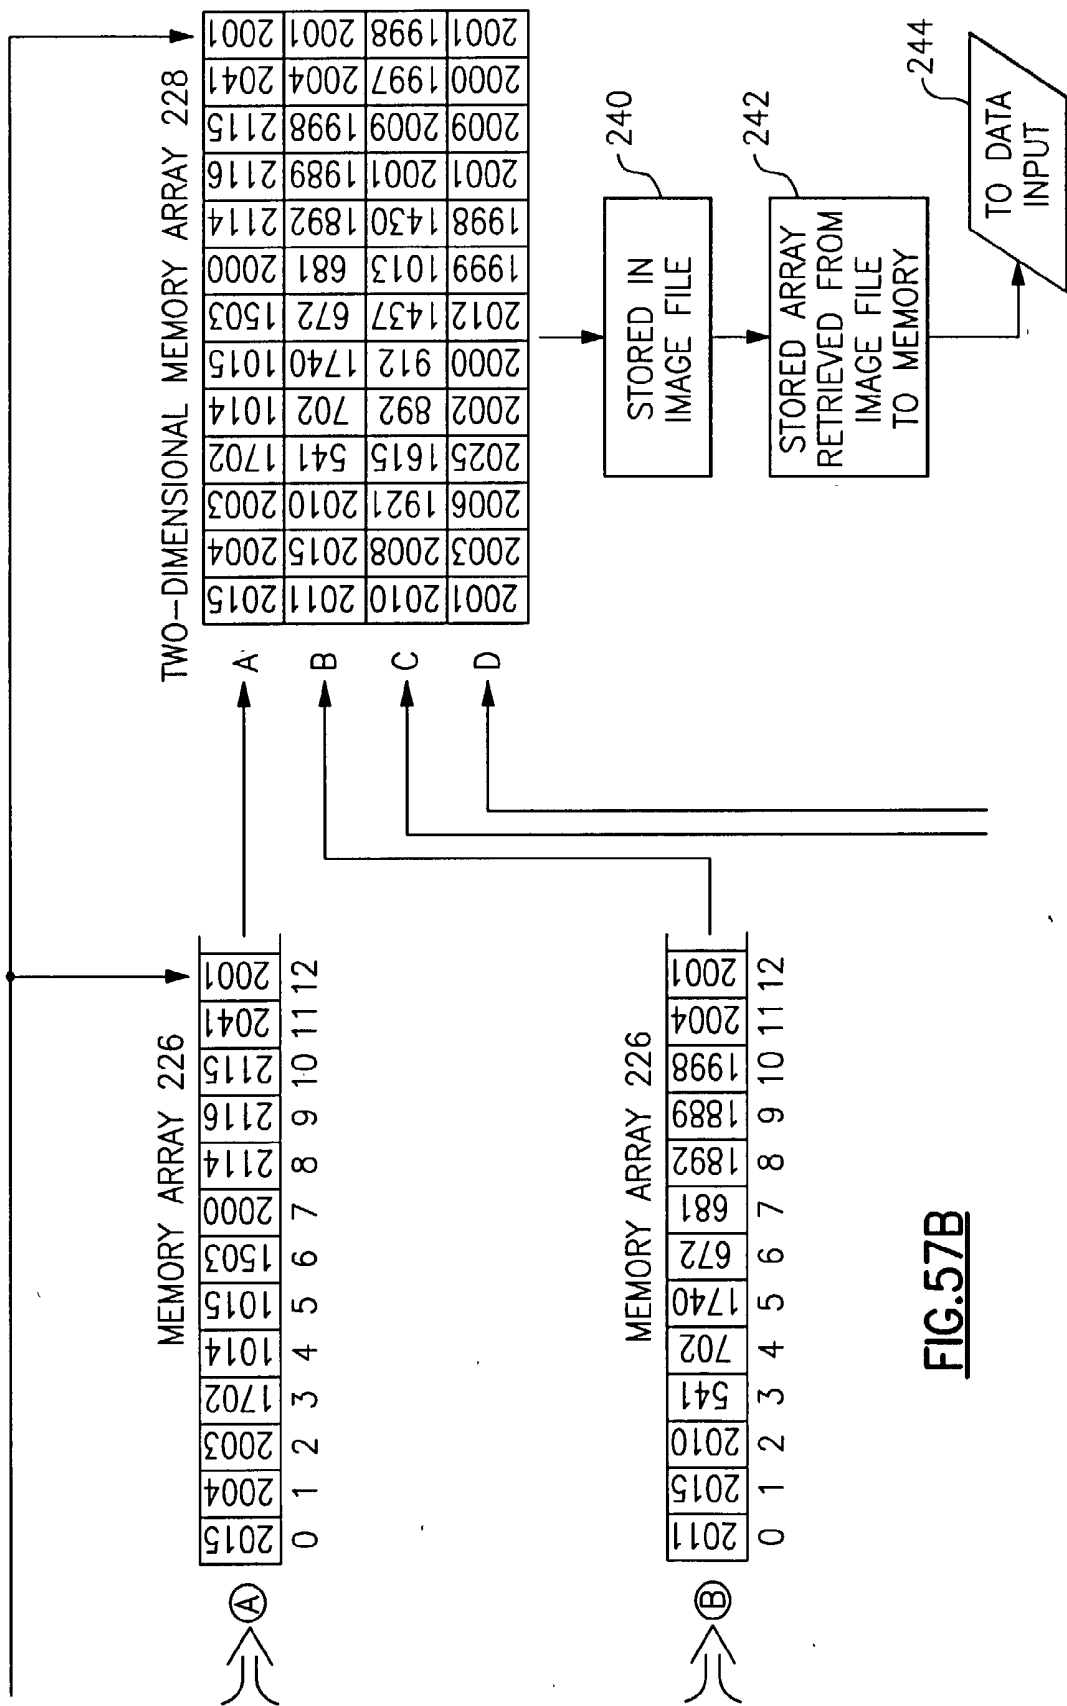 MEMORY ARRAY 226
A
2015 2004 2003 1702 1014 1015 1503 2000 2114 2116 2115 2041 2001
0 1 2 3 4 5 6 7 8 9 10 11 12
MEMORY ARRAY 226
B
2011 2015 2010 541 702 1740 672 681 1892 1889 1998 2004 2001
0 1 2 3 4 5 6 7 8 9 10 11 12
TWO-DIMENSIONAL MEMORY ARRAY 228
A 2015 2004 2003 1702 1014 1015 1503 2000 2114 2116 2115 2041 2001
B 2011 2015 2010 541 702 1740 672 681 1892 1989 1998 2004 2001
C 2010 2008 1921 1615 892 912 1437 1013 1430 2001 2009 1997 1998
D 2001 2003 2006 2025 2002 2000 2012 1999 1998 2001 2009 2000 2001
STORED IN
IMAGE FILE
240
STORED ARRAY
RETRIEVED FROM
IMAGE FILE
TO MEMORY
242
TO DATA
INPUT
244
FIG.57B